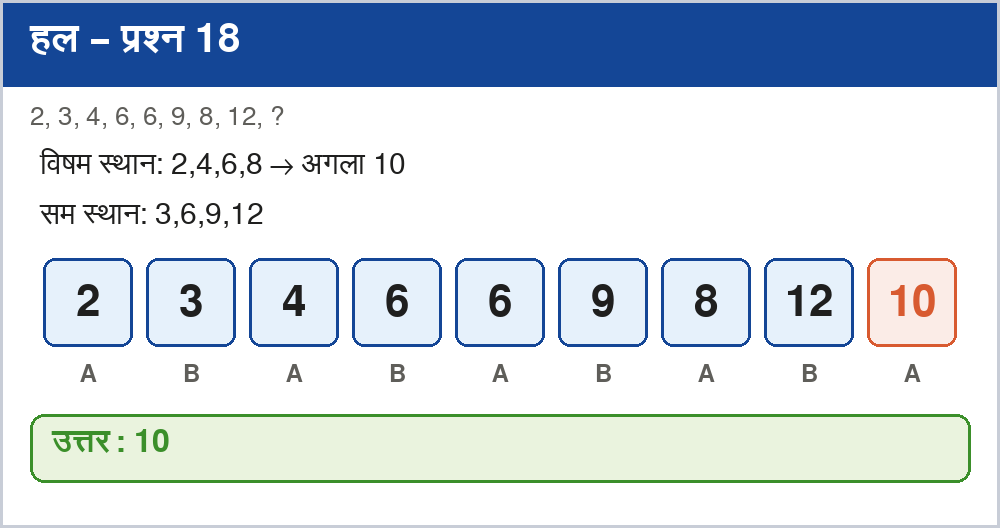 हल – प्रश्न 18
2, 3, 4, 6, 6, 9, 8, 12, ?
विषम स्थान: 2,4,6,8 → अगला 10
सम स्थान: 3,6,9,12
2 3 4 6 6 9 8 12 10
A B A B A B A B A
उत्तर : 10